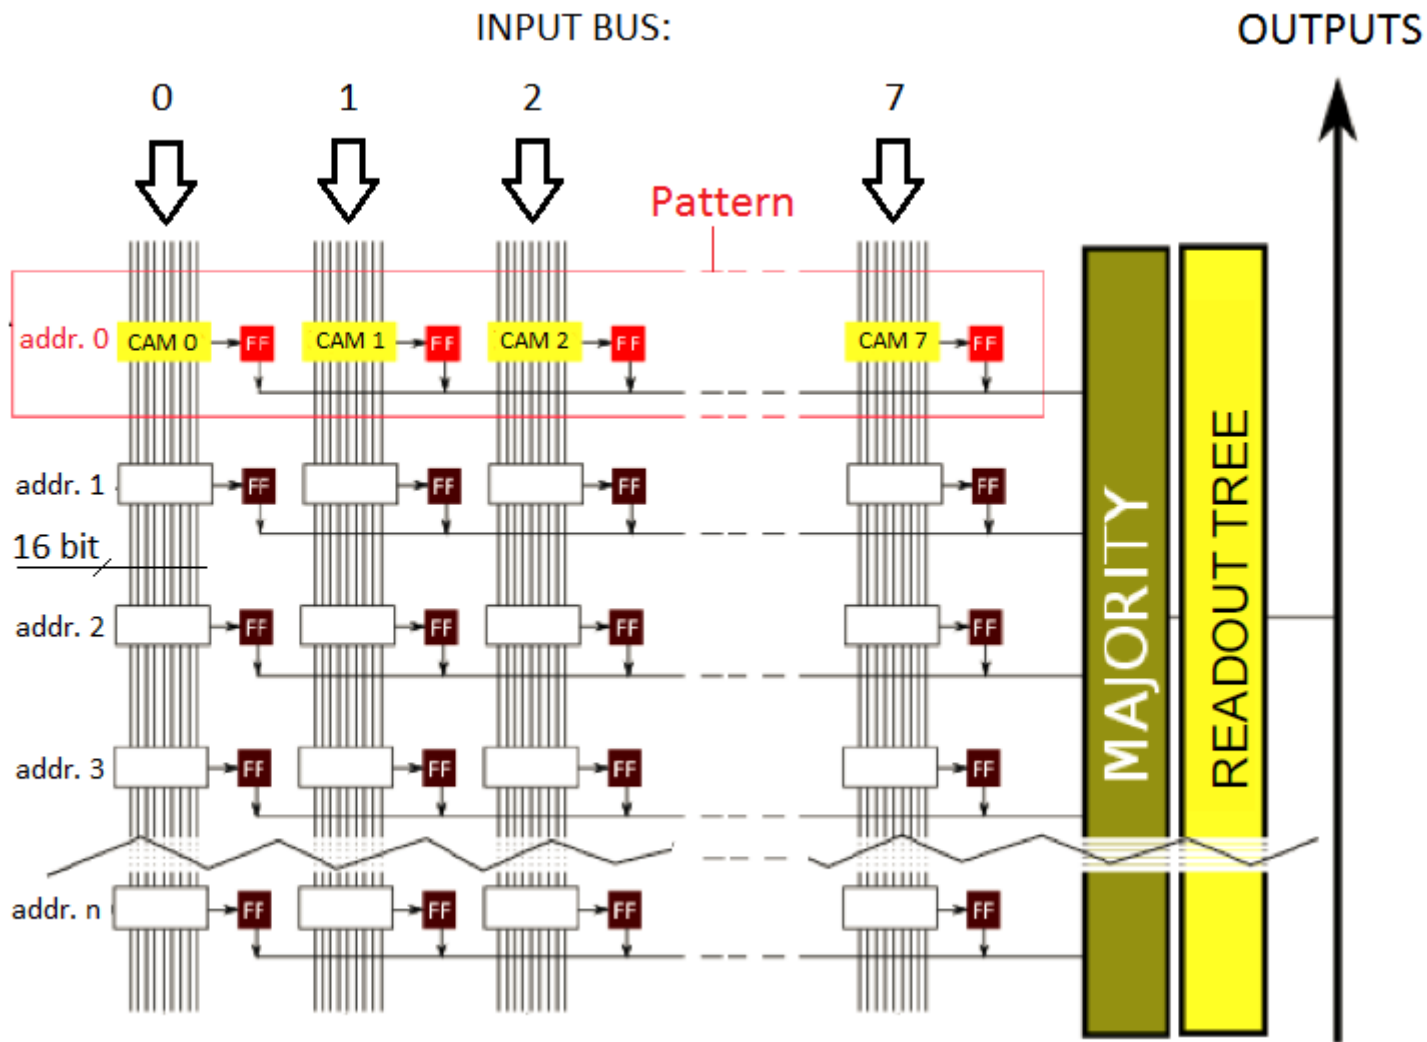 INPUT BUS:
OUTPUTS
0 1 2 7
Pattern
addr. 0 CAM 0 FF CAM 1 FF CAM 2 FF CAM 7 FF
addr. 1 FF FF FF FF
16 bit
addr. 2 FF FF FF FF
addr. 3 FF FF FF FF
addr. n FF FF FF FF
MAJORITY
READOUT TREE